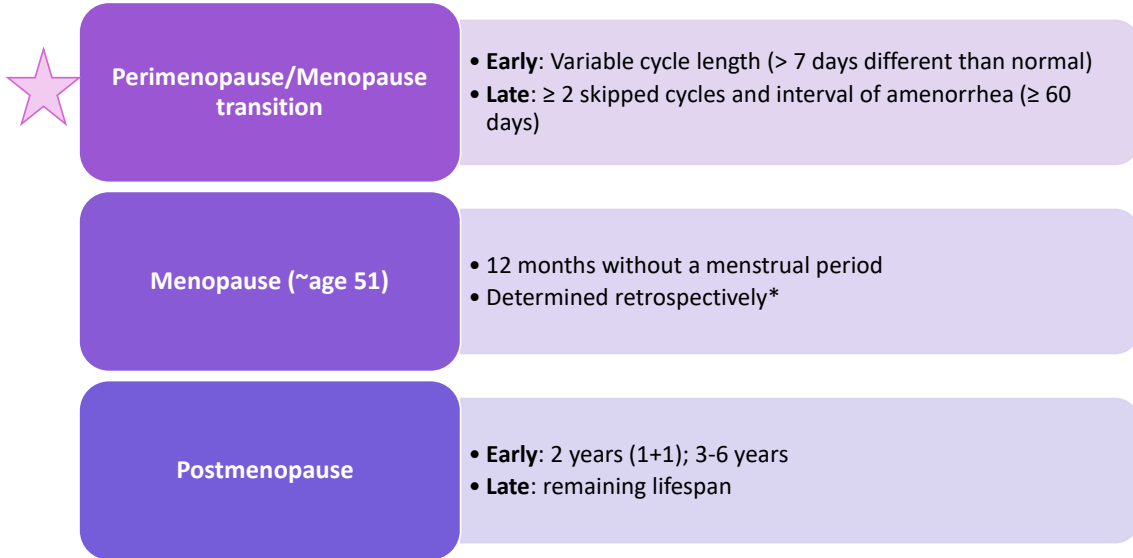 Perimenopause/Menopause
transition
• Early: Variable cycle length (> 7 days different than normal)
• Late: ≥ 2 skipped cycles and interval of amenorrhea (≥ 60
days)
Menopause (~age 51)
• 12 months without a menstrual period
• Determined retrospectively*
Postmenopause
• Early: 2 years (1+1); 3-6 years
• Late: remaining lifespan